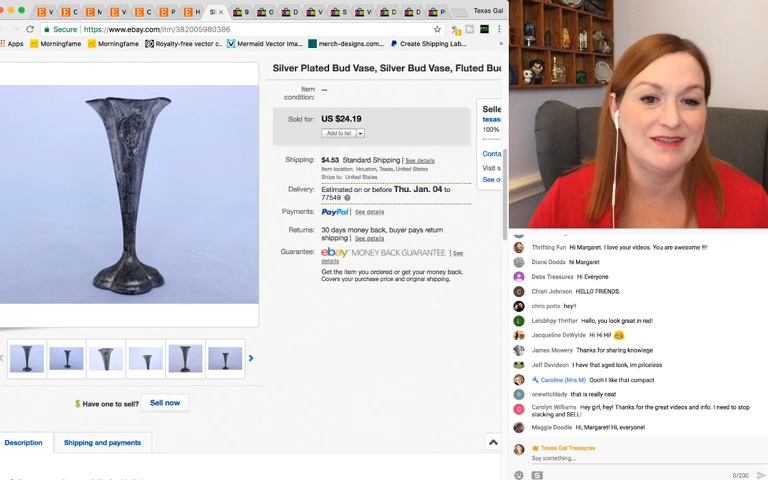 Si
Texas Gal
Secure
https://www.ebay.com/itm/382005980386
Apps
Morningfame
Morningfame
Royalty-free vector c...
Mermaid Vector Ima...
merch-designs.com...
Create Shipping Lab...
Silver Plated Bud Vase, Silver Bud Vase, Fluted Bud
Item condition: --
Sold for: US $24.19
Add to list
Shipping: $4.53 Standard Shipping | See details
Item location: Houston, Texas, United States
Ships to: United States
Delivery: Estimated on or before Thu. Jan. 04 to
77549
Payments: PayPal | See details
Returns: 30 days money back, buyer pays return
shipping | See details
Guarantee: ebay MONEY BACK GUARANTEE | See
details
Get the item you ordered or get your money back.
Covers your purchase price and original shipping.
Selle
texas
100%
Conta
Visit s
See o
Have one to sell? Sell now
Description
Shipping and payments
Thrifting Fun Hi Margaret. I love your videos. You are awesome !!!!
Diane Dodds hi Margaret
Debs Treasurez Hi Everyone
Chiari Johnson HELLO FRIENDS.
chris potts hey!!
Letsbhpy Thrifter Hello, you look great in red!
Jacqueline DeWylde Hi Hi Hi!
James Mowery Thanks for sharing knowlege
Jeff Davidson I have that aged look, im priceless
Caroline (Mrs M) Oooh I like that compact
onewitchlady that is really neat
Carolyn Williams Hey girl, hey! Thanks for the great videos and info. I need to stop
slacking and SELL!
Maggie Doodle Hi, Margaret! Hi, everyone!
Texas Gal Treasures
Say something...
0/200